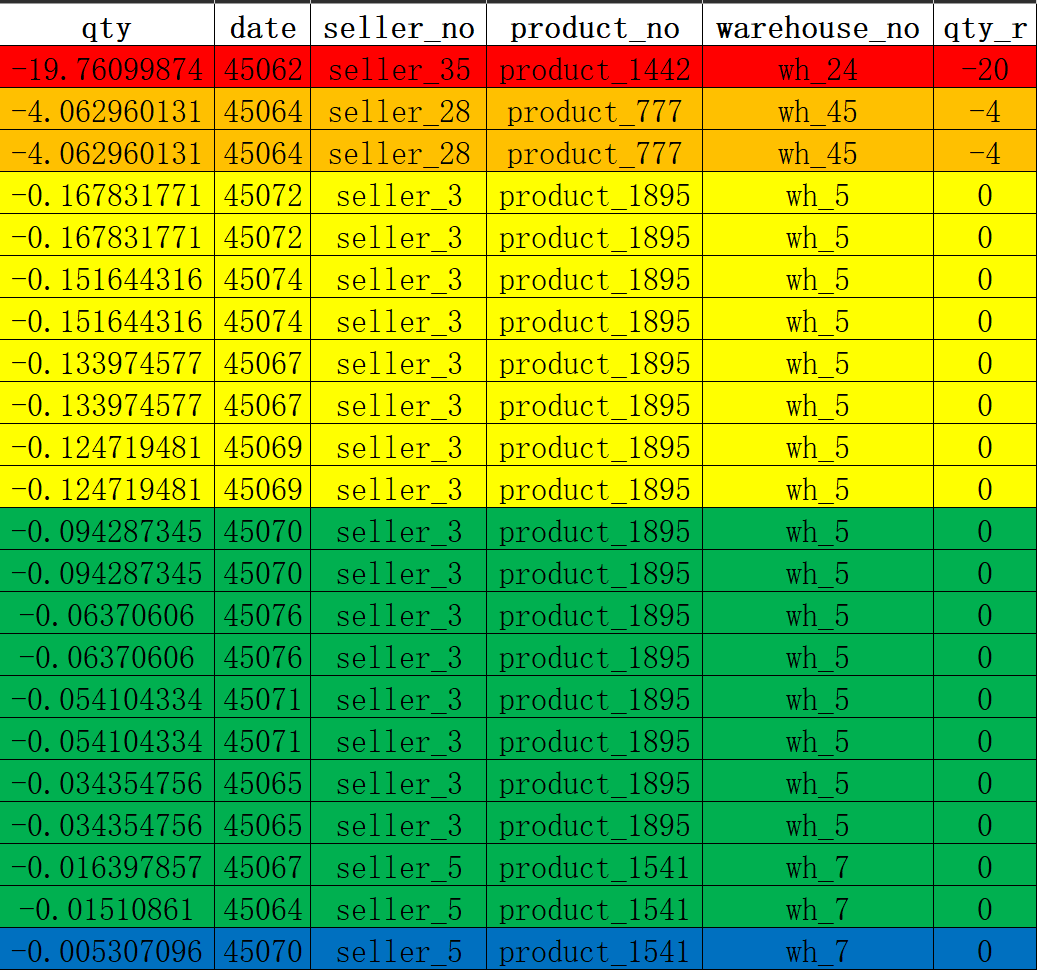 qty date seller_no product_no warehouse_no qty_r
-19.76099874 45062 seller_35 product_1442 wh_24 -20
-4.062960131 45064 seller_28 product_777 wh_45 -4
-4.062960131 45064 seller_28 product_777 wh_45 -4
-0.167831771 45072 seller_3 product_1895 wh_5 0
-0.167831771 45072 seller_3 product_1895 wh_5 0
-0.151644316 45074 seller_3 product_1895 wh_5 0
-0.151644316 45074 seller_3 product_1895 wh_5 0
-0.133974577 45067 seller_3 product_1895 wh_5 0
-0.133974577 45067 seller_3 product_1895 wh_5 0
-0.124719481 45069 seller_3 product_1895 wh_5 0
-0.124719481 45069 seller_3 product_1895 wh_5 0
-0.094287345 45070 seller_3 product_1895 wh_5 0
-0.094287345 45070 seller_3 product_1895 wh_5 0
-0.06370606 45076 seller_3 product_1895 wh_5 0
-0.06370606 45076 seller_3 product_1895 wh_5 0
-0.054104334 45071 seller_3 product_1895 wh_5 0
-0.054104334 45071 seller_3 product_1895 wh_5 0
-0.034354756 45065 seller_3 product_1895 wh_5 0
-0.034354756 45065 seller_3 product_1895 wh_5 0
-0.016397857 45067 seller_5 product_1541 wh_7 0
-0.01510861 45064 seller_5 product_1541 wh_7 0
-0.005307096 45070 seller_5 product_1541 wh_7 0